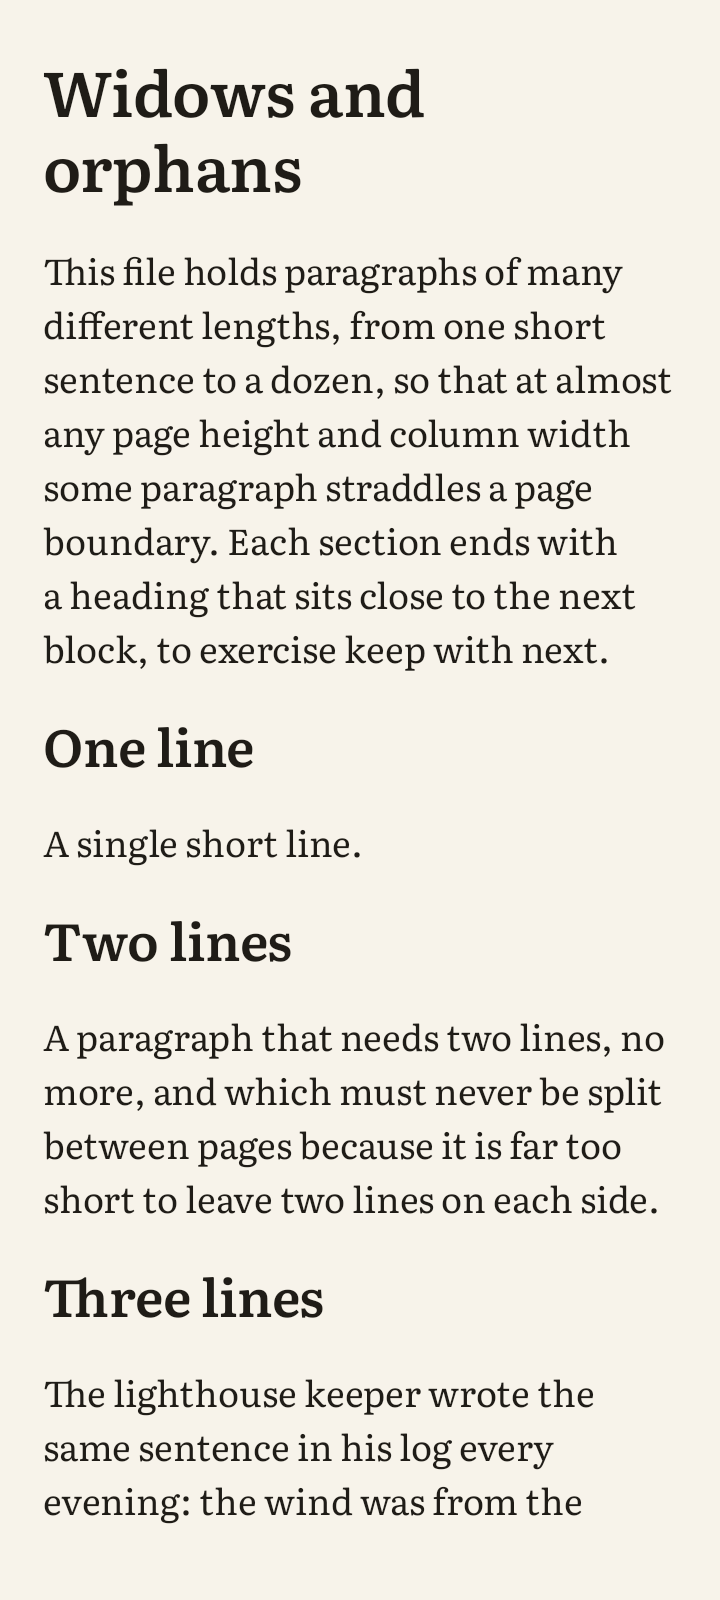 Widows and
orphans
This file holds paragraphs of many
different lengths, from one short
sentence to a dozen, so that at almost
any page height and column width
some paragraph straddles a page
boundary. Each section ends with
a heading that sits close to the next
block, to exercise keep with next.
One line
A single short line.
Two lines
A paragraph that needs two lines, no
more, and which must never be split
between pages because it is far too
short to leave two lines on each side.
Three lines
The lighthouse keeper wrote the
same sentence in his log every
evening: the wind was from the